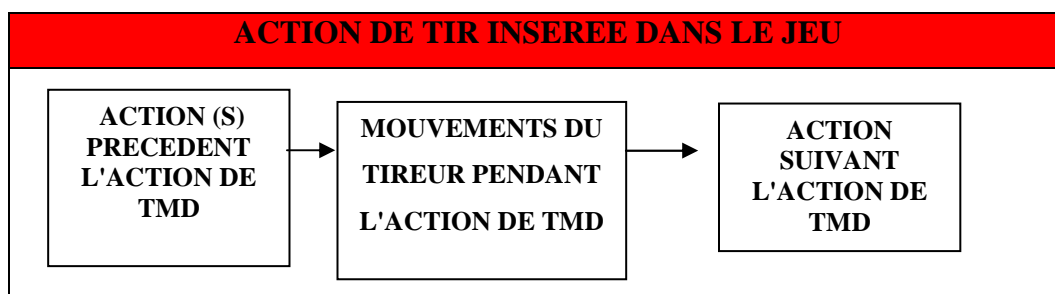 ACTION DE TIR INSEREE DANS LE JEU
ACTION (S)
PRECEDENT
L'ACTION DE
TMD
MOUVEMENTS DU
TIREUR PENDANT
L'ACTION DE TMD
ACTION
SUIVANT
L'ACTION DE
TMD